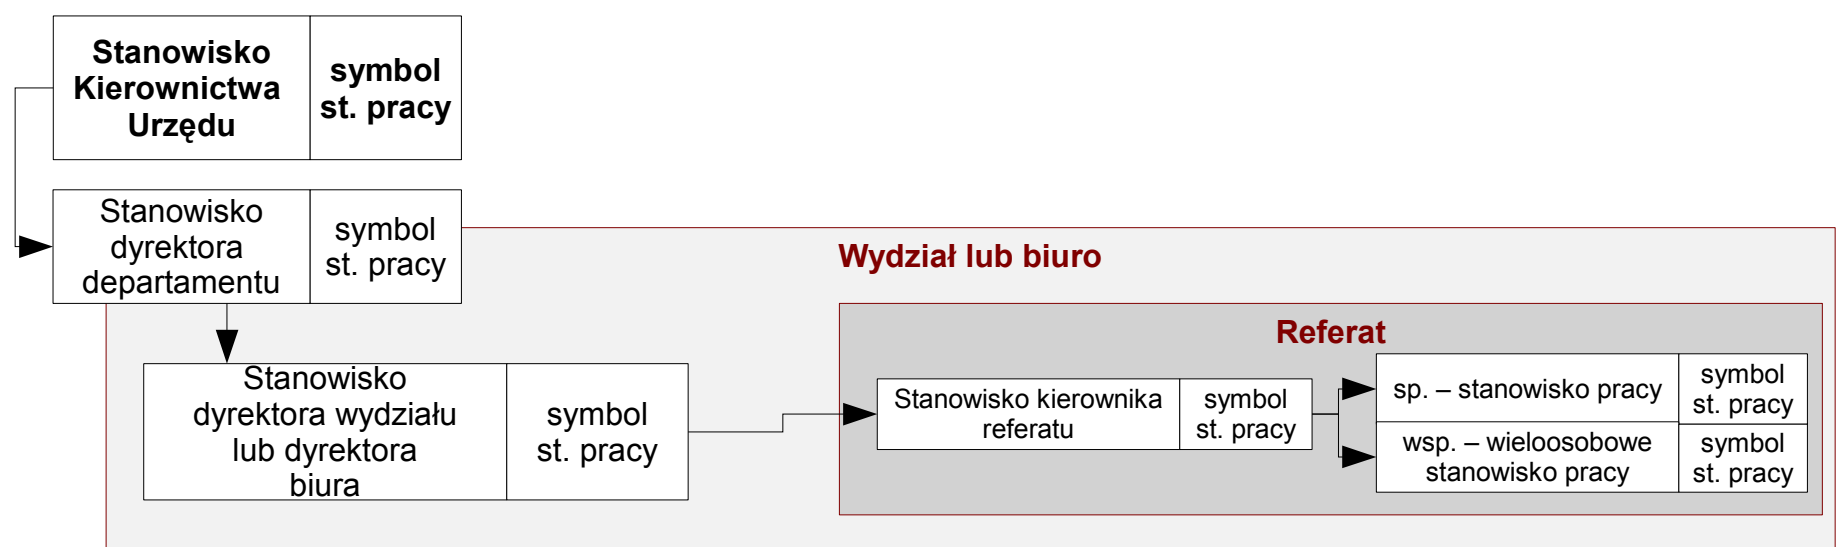 Stanowisko
Kierownictwa
Urzędu
symbol
st. pracy
Stanowisko
dyrektora
departamentu
symbol
st. pracy
Wydział lub biuro
Referat
Stanowisko
dyrektora wydziału
lub dyrektora
biura
symbol
st. pracy
Stanowisko kierownika
referatu
symbol
st. pracy
sp. – stanowisko pracy
symbol
st. pracy
wsp. – wieloosobowe
stanowisko pracy
symbol
st. pracy